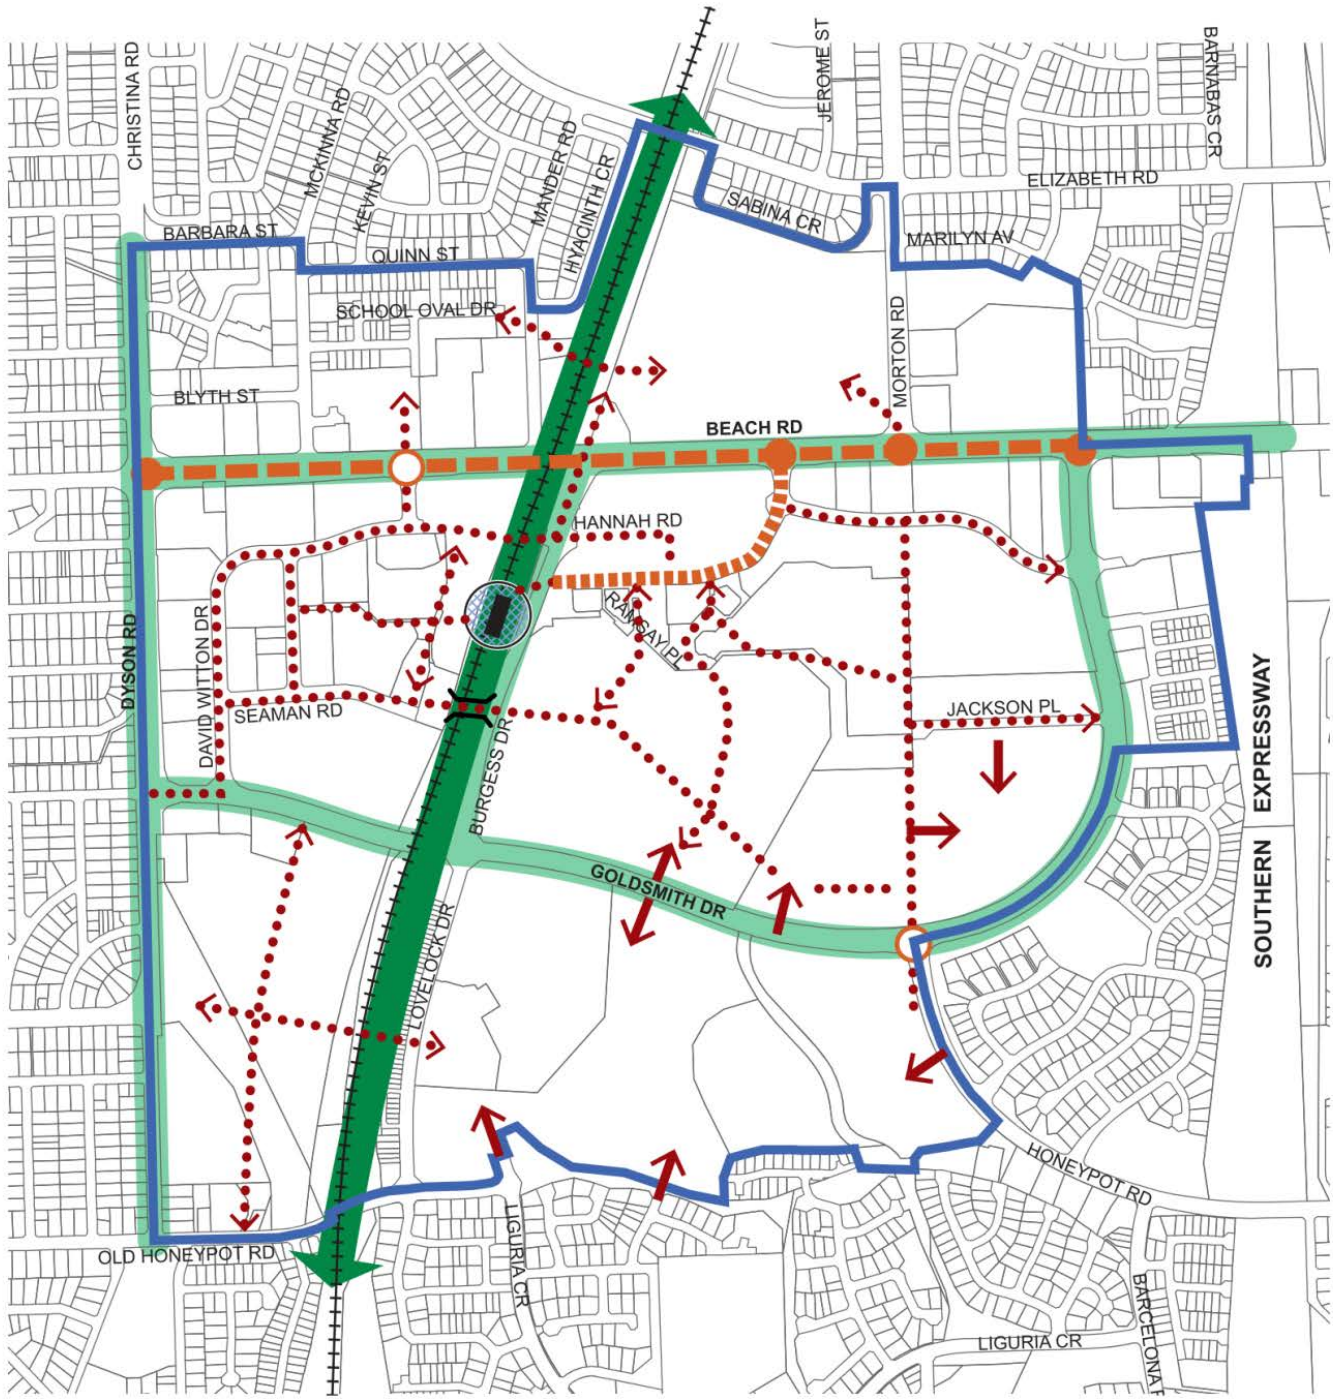 CHRISTINA RD
MCKINNA RD
KEVIN ST
MANDER RD
HYACINTH CR
JEROME ST
BARNABAS CR
ELIZABETH RD
SABINA CR
MARILYN AV
BARBARA ST
QUINN ST
SCHOOL OVAL DR
MORTON RD
BLYTH ST
BEACH RD
HANNAH RD
RAMSAY PL
DYSON RD
DAVID WITTON DR
SEAMAN RD
BURGESS DR
JACKSON PL
SOUTHERN EXPRESSWAY
GOLDSMITH DR
LOVELOCK DR
HONEYPOT RD
OLD HONEYPOT RD
LIGURIA CR
BARCELONA
LIGURIA CR